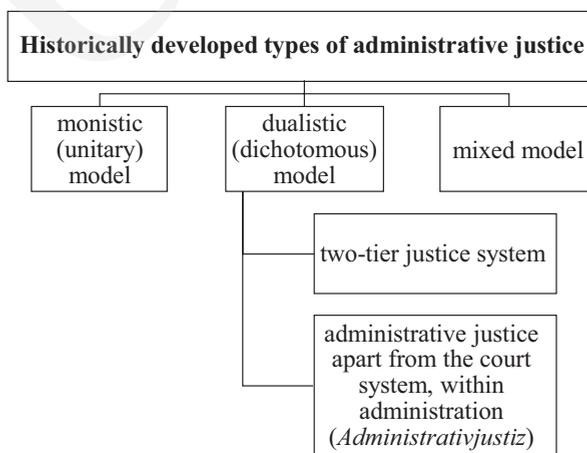 Historically developed types of administrative justice
monistic
(unitary)
model
dualistic
(dichotomous)
model
mixed model
two-tier justice system
administrative justice
apart from the court
system, within
administration
(Administrativjustiz)